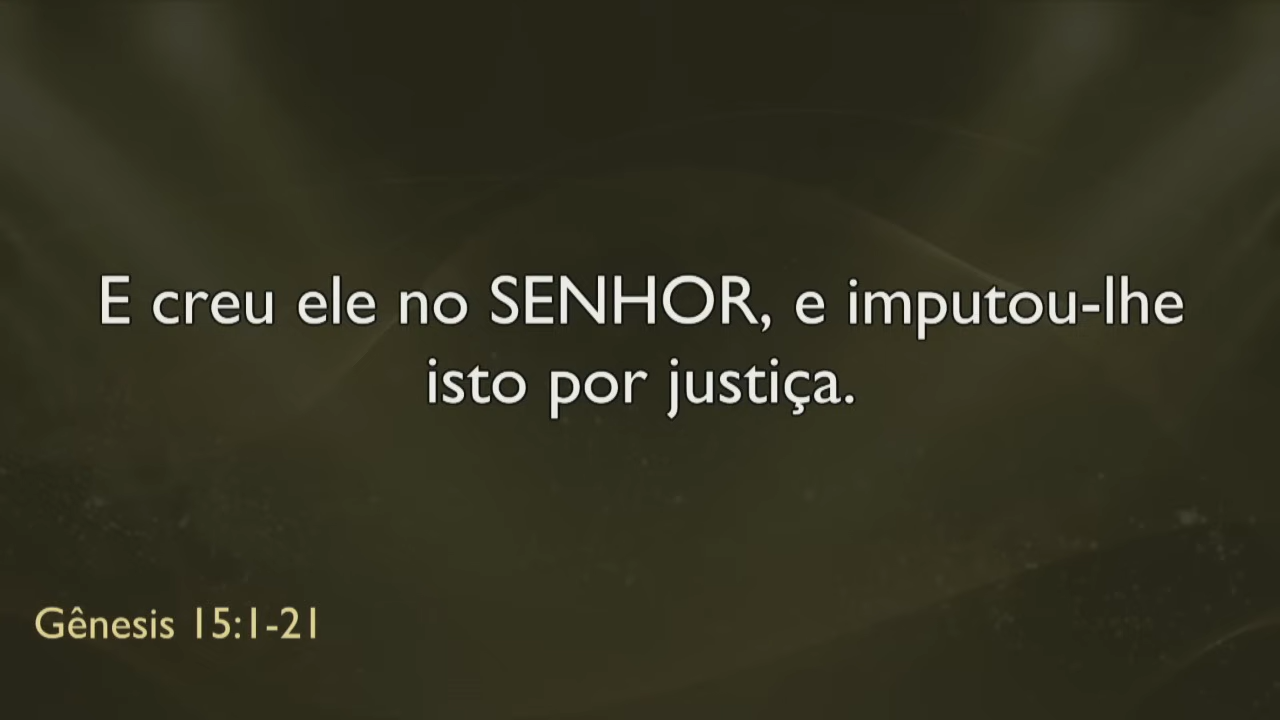 E creu ele no SENHOR, e imputou-lhe
isto por justiça.
Gênesis 15:1-21